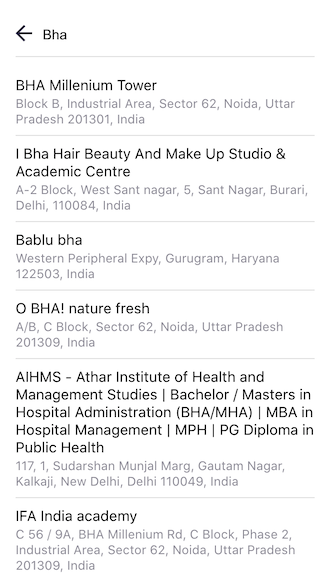 Bha
BHA Millenium Tower
Block B, Industrial Area, Sector 62, Noida, Uttar
Pradesh 201301, India
I Bha Hair Beauty And Make Up Studio &
Academic Centre
A-2 Block, West Sant nagar, 5, Sant Nagar, Burari,
Delhi, 110084, India
Bablu bha
Western Peripheral Expy, Gurugram, Haryana
122503, India
O BHA! nature fresh
A/B, C Block, Sector 62, Noida, Uttar Pradesh
201309, India
AIHMS - Athar Institute of Health and
Management Studies | Bachelor / Masters in
Hospital Administration (BHA/MHA) | MBA in
Hospital Management | MPH | PG Diploma in
Public Health
117, 1, Sudarshan Munjal Marg, Gautam Nagar,
Kalkaji, New Delhi, Delhi 110049, India
IFA India academy
C 56 / 9A, BHA Millenium Rd, C Block, Phase 2,
Industrial Area, Sector 62, Noida, Uttar Pradesh
201309, India